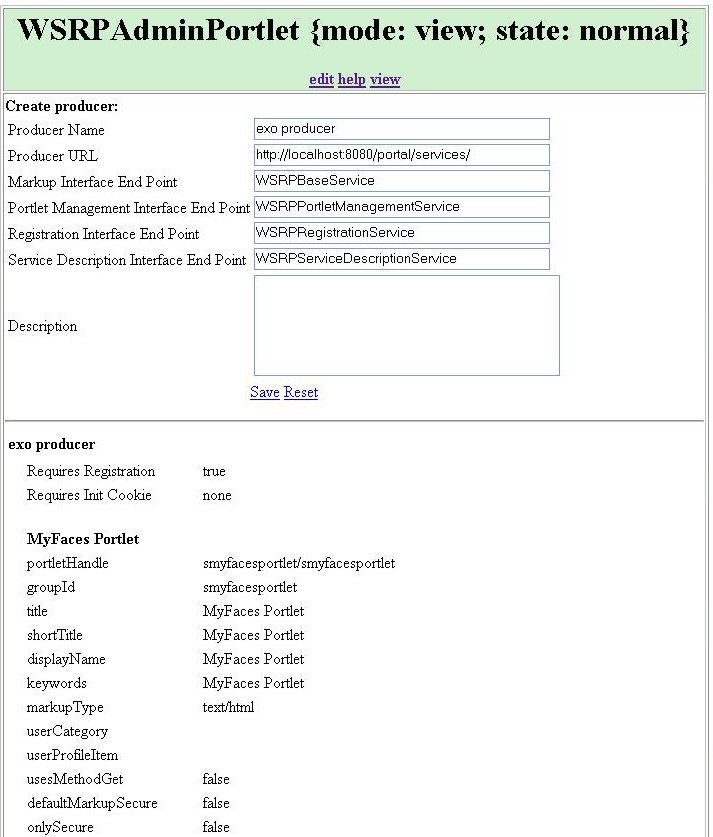 WSRPAdminPortlet {mode: view; state: normal}
edit help view
Create producer:
Producer Name exo producer
Producer URL http://localhost:8080/portal/services/
Markup Interface End Point WSRPBaseService
Portlet Management Interface End Point WSRPPortletManagementService
Registration Interface End Point WSRPRegistrationService
Service Description Interface End Point WSRPServiceDescriptionService
Description
Save Reset
exo producer
Requires Registration true
Requires Init Cookie none
MyFaces Portlet
portletHandle smyfacesportlet/smyfacesportlet
groupId smyfacesportlet
title MyFaces Portlet
shortTitle MyFaces Portlet
displayName MyFaces Portlet
keywords MyFaces Portlet
markupType text/html
userCategory
userProfileItem
usesMethodGet false
defaultMarkupSecure false
onlySecure false